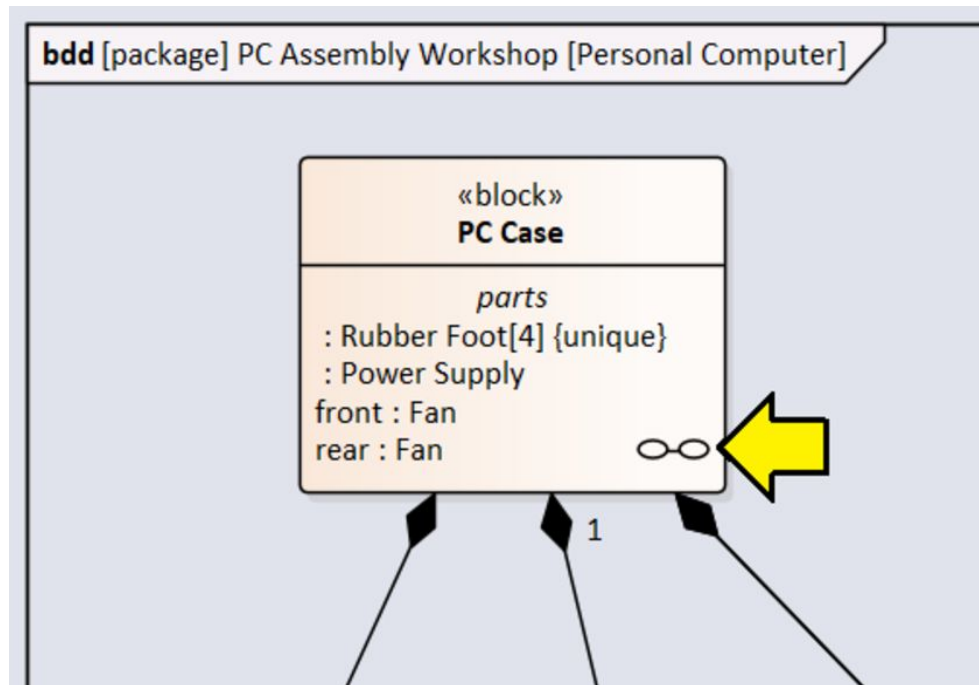 bdd [package] PC Assembly Workshop [Personal Computer]
«block»
PC Case
parts
: Rubber Foot[4] {unique}
: Power Supply
front : Fan
rear : Fan
1